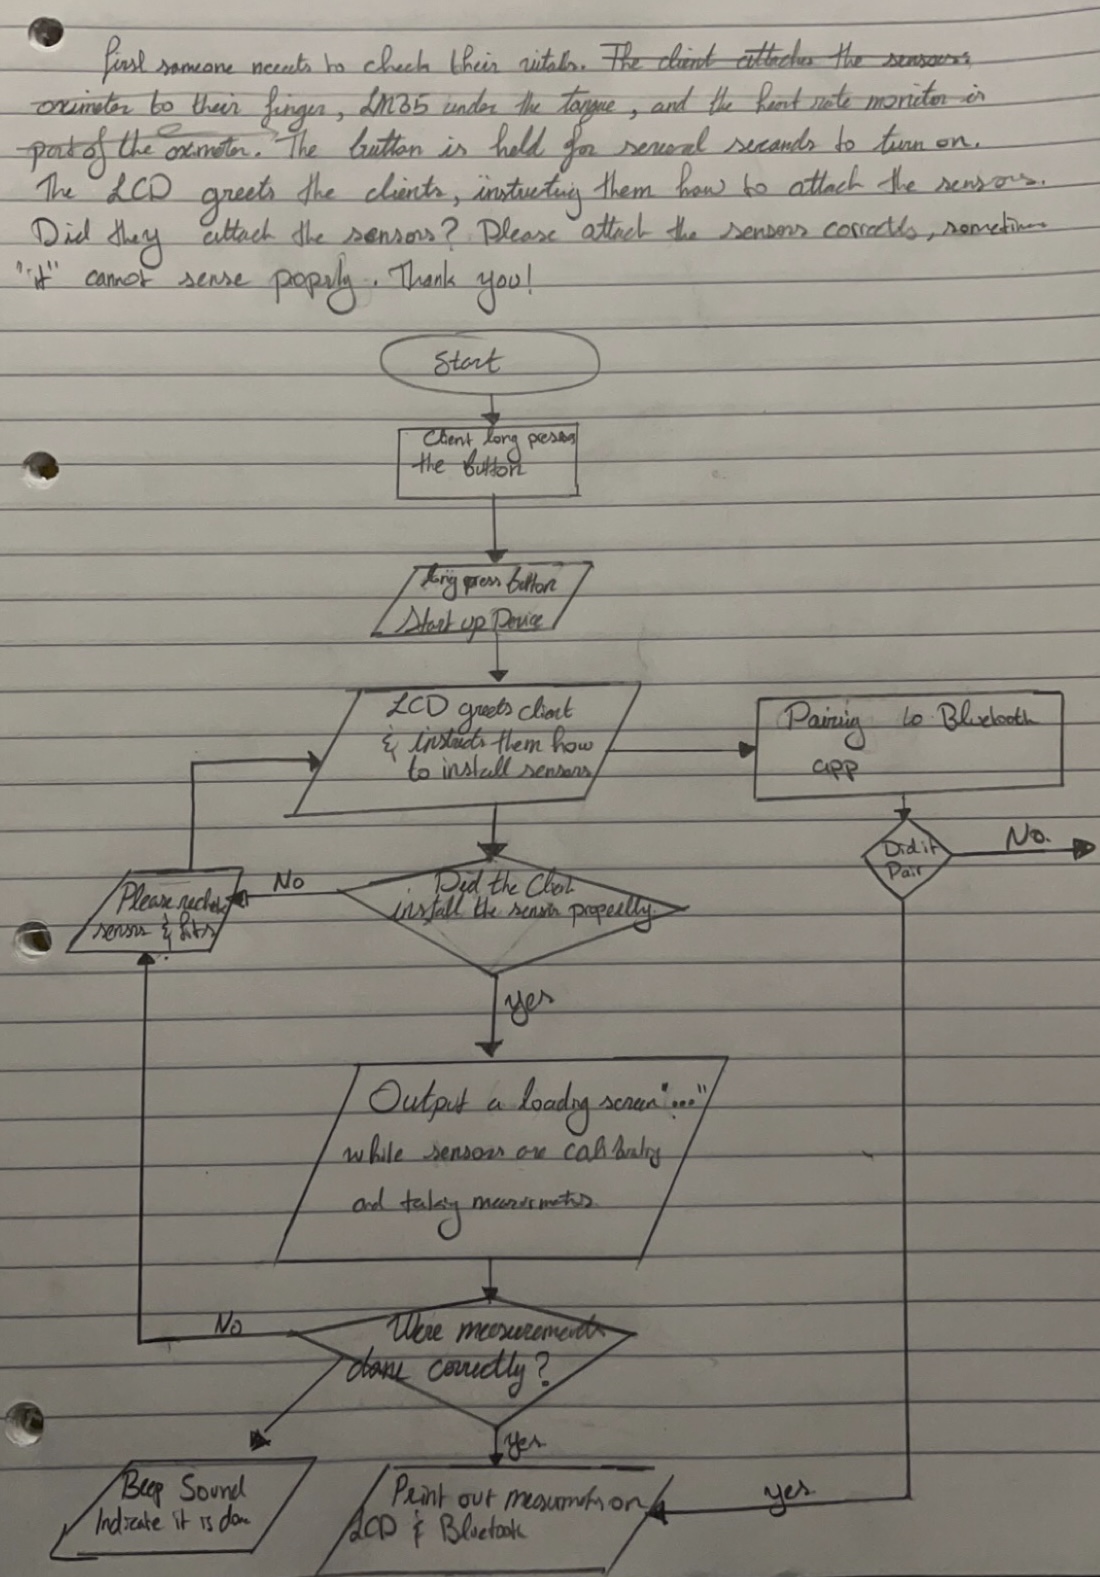 first someone needs to check their vitals. The client attaches the sensors:
oximeter to their finger, LM35 under the tongue, and the heart rate monitor is
part of the oximeter. The button is held for several seconds to turn on.
The LCD greets the clients, instructing them how to attach the sensors.
Did they attach the sensors? Please attach the sensors correctly, sometimes
"it" cannot sense properly. Thank you!
Start
Client long presses
the button
long press button
Start up Device
LCD greets client
& instructs them how
to install sensors
Pairing to Bluetooth
app
Did it
Pair
No.
No
Please recheck
sensors &
Did the Client
install the sensors properly
yes
Output a loading screen "..."
while sensors are calibrating
and taking measurements
No
Were measurements
done correctly?
yes
Beep Sound
Indicate it is done
Print out measurements on
LCD & Bluetooth
yes